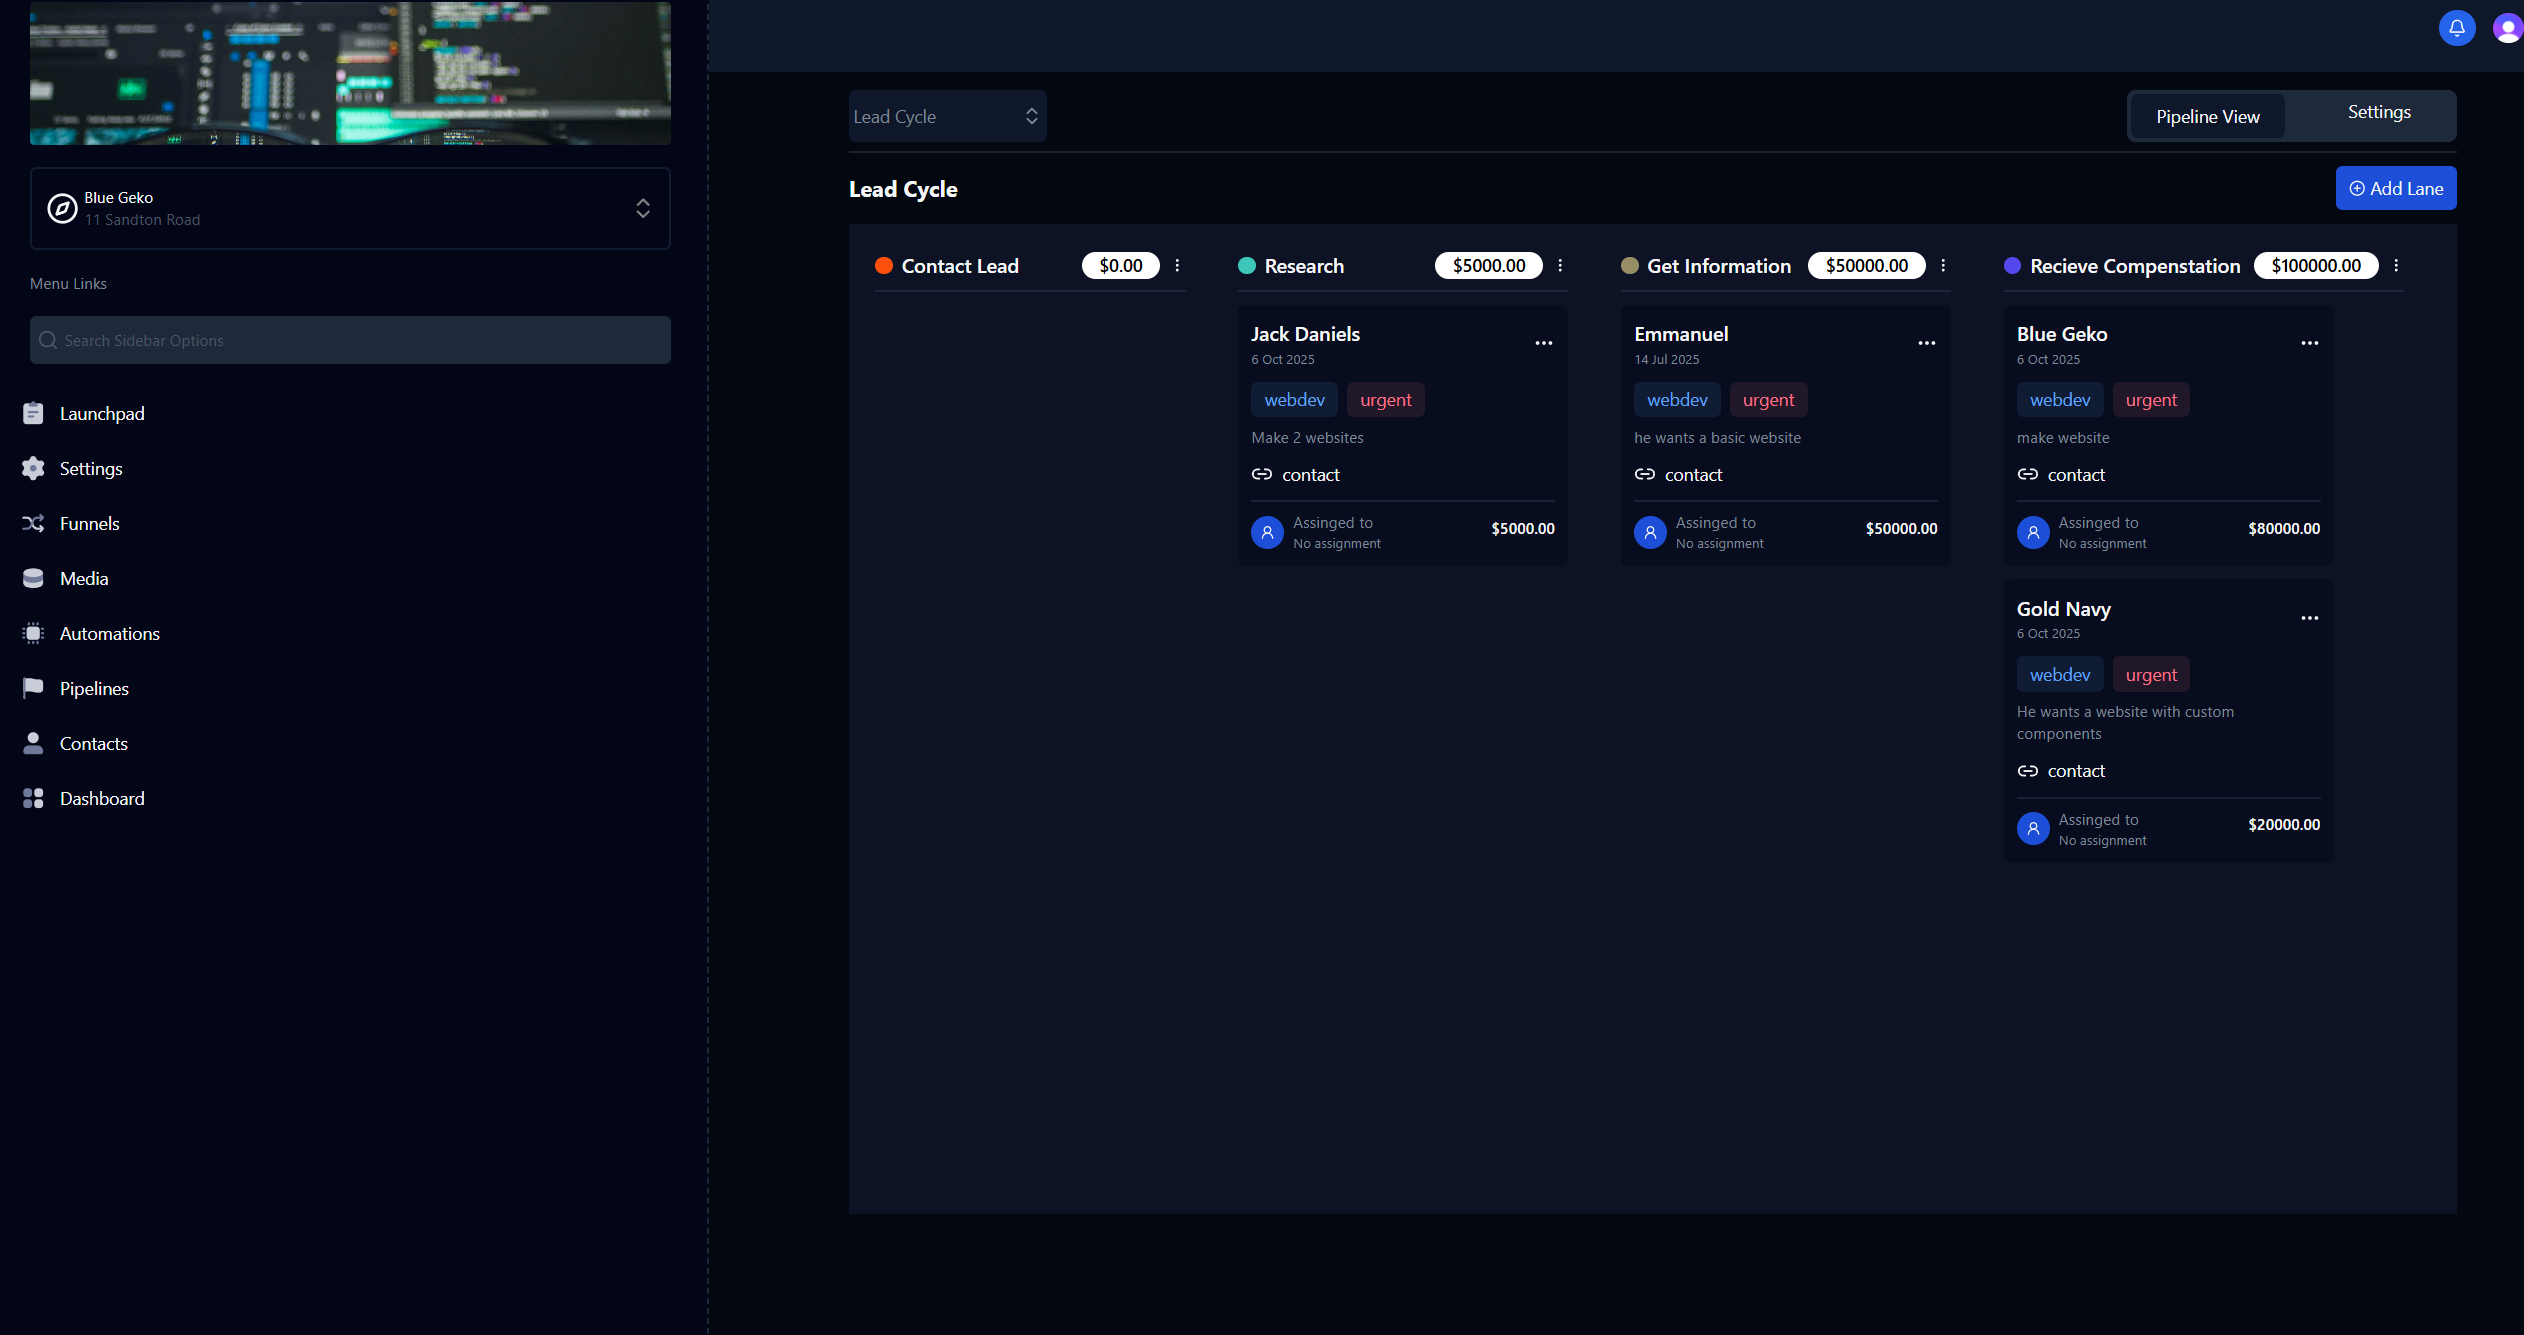 Blue Geko
11 Sandton Road
Menu Links
Search Sidebar Options
Launchpad
Settings
Funnels
Media
Automations
Pipelines
Contacts
Dashboard
Lead Cycle
Pipeline View
Settings
Lead Cycle
Add Lane
Contact Lead
$0.00
Research
$5000.00
Jack Daniels
6 Oct 2025
webdev
urgent
Make 2 websites
contact
Assinged to
No assignment
$5000.00
Get Information
$50000.00
Emmanuel
14 Jul 2025
webdev
urgent
he wants a basic website
contact
Assinged to
No assignment
$50000.00
Recieve Compenstation
$100000.00
Blue Geko
6 Oct 2025
webdev
urgent
make website
contact
Assinged to
No assignment
$80000.00
Gold Navy
6 Oct 2025
webdev
urgent
He wants a website with custom
components
contact
Assinged to
No assignment
$20000.00